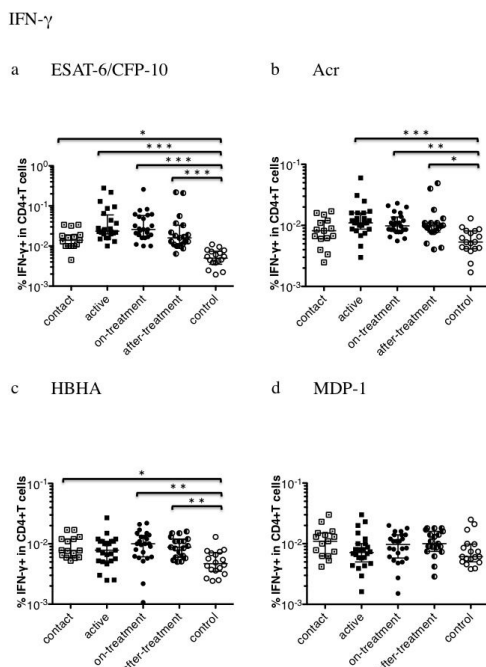 IFN-γ
a ESAT-6/CFP-10
*
***
***
***
% IFN-γ+ in CD4+T cells
10⁰
10⁻¹
10⁻²
10⁻³
contact
active
on-treatment
after-treatment
control
b Acr
***
**
*
% IFN-γ+ in CD4+T cells
10⁻¹
10⁻²
10⁻³
contact
active
on-treatment
after-treatment
control
c HBHA
*
**
**
% IFN-γ+ in CD4+T cells
10⁻¹
10⁻²
10⁻³
contact
active
on-treatment
after-treatment
control
d MDP-1
% IFN-γ+ in CD4+T cells
10⁻¹
10⁻²
10⁻³
contact
active
on-treatment
after-treatment
control